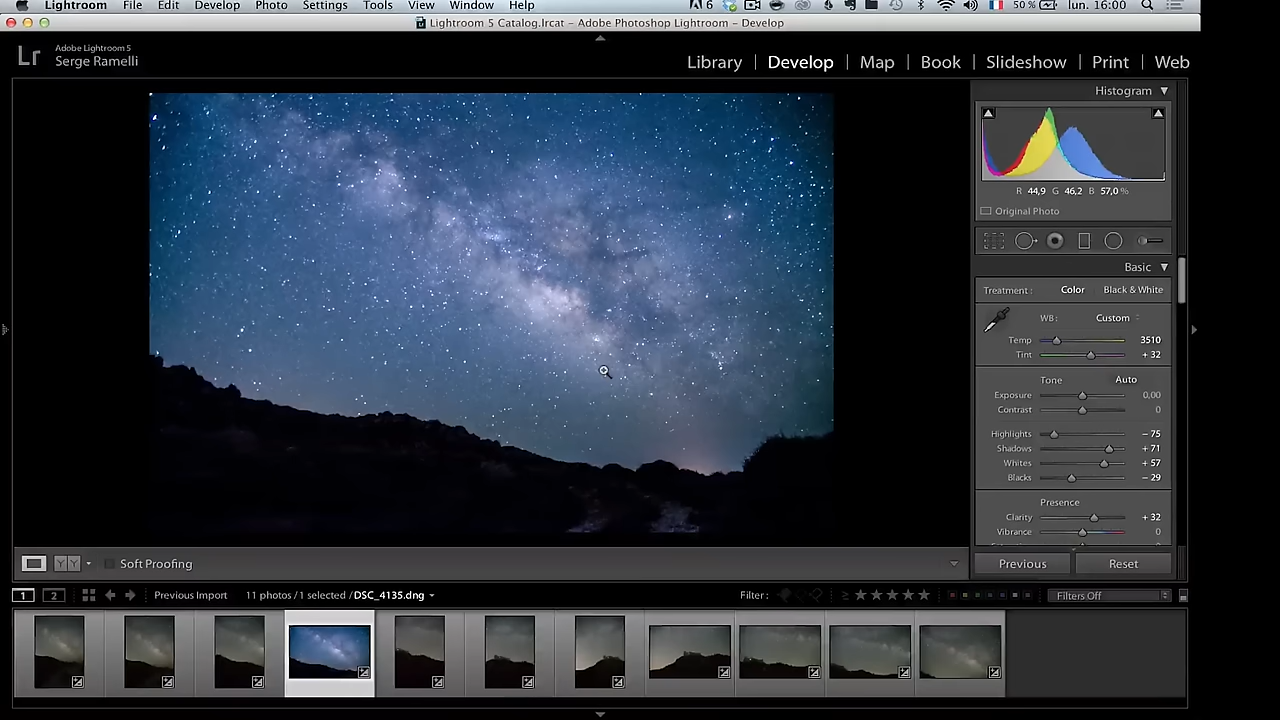 Lightroom File Edit Develop Photo Settings Tools View Window Help 6 50 % lun. 16:00
Lightroom 5 Catalog.lrcat – Adobe Photoshop Lightroom – Develop
Lr Adobe Lightroom 5
Serge Ramelli
Library | Develop | Map | Book | Slideshow | Print | Web
Histogram
R 44,9 G 46,2 B 57,0 %
Original Photo
Basic
Treatment : Color Black & White
WB : Custom
Temp 3510
Tint + 32
Tone Auto
Exposure 0,00
Contrast 0
Highlights − 75
Shadows + 71
Whites + 57
Blacks − 29
Presence
Clarity + 32
Vibrance 0
Y Y Soft Proofing
Previous Reset
1 2 Previous Import 11 photos / 1 selected / DSC_4135.dng Filter : ≥ ★★★★★ Filters Off